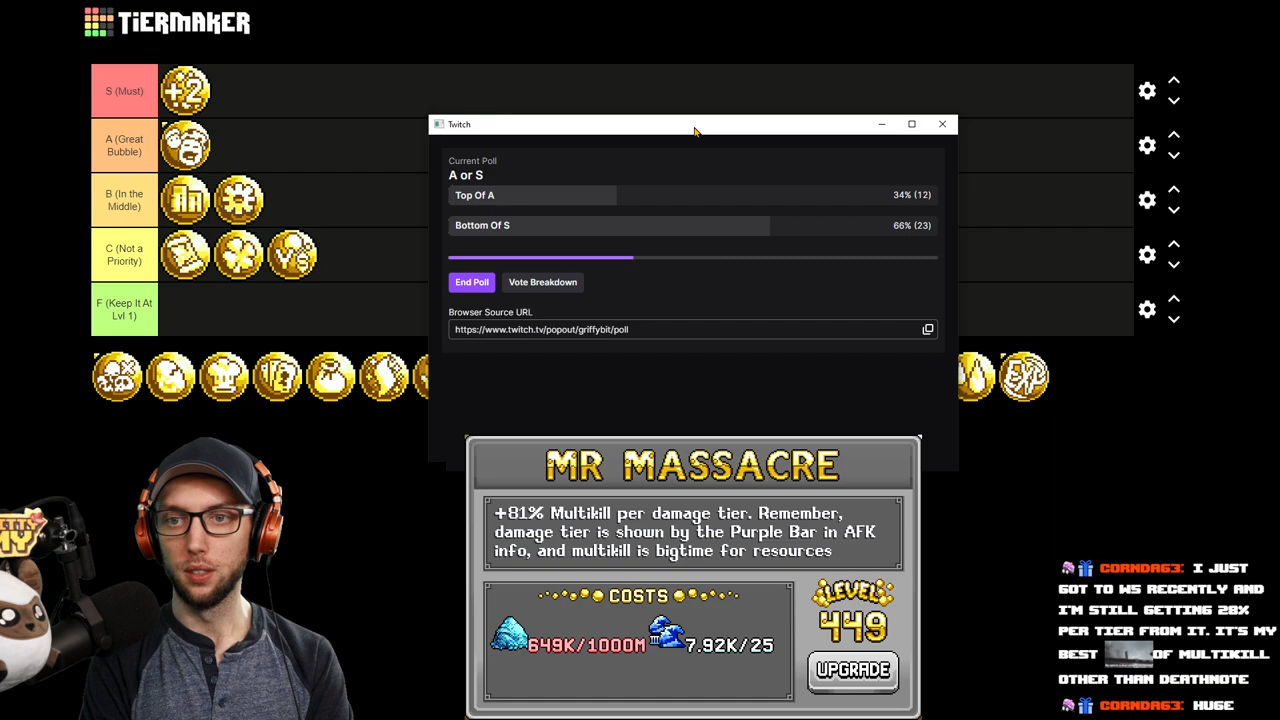 TIERMAKER
S (Must)
+2
A (Great
Bubble)
B (In the
Middle)
C (Not a
Priority)
F (Keep It At
Lvl 1)
Twitch
Current Poll
A or S
Top Of A
34% (12)
Bottom Of S
66% (23)
End Poll
Vote Breakdown
Browser Source URL
https://www.twitch.tv/popout/griffybit/poll
EXP
MR MASSACRE
+81% Multikill per damage tier. Remember,
damage tier is shown by the Purple Bar in AFK
info, and multikill is bigtime for resources
COSTS
649K/1000M
7.92K/25
LEVEL
449
UPGRADE
CORNDA63: I JUST
GOT TO W5 RECENTLY AND
I'M STILL GETTING 28%
PER TIER FROM IT. IT'S MY
BEST OF MULTIKILL
OTHER THAN DEATHNOTE
CORNDA63: HUGE